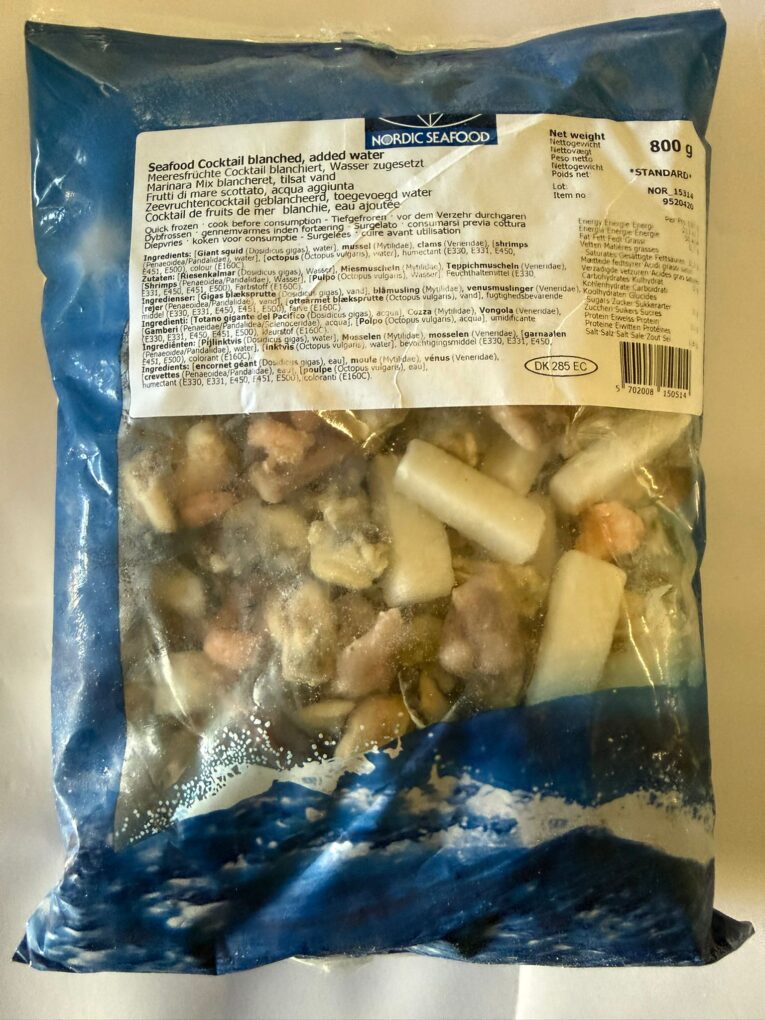 NORDIC SEAFOOD
Seafood Cocktail blanched, added water
Meeresfrüchte Cocktail blanchiert, Wasser zugesetzt
Marinara Mix blancheret, tilsat vand
Frutti di mare scottato, acqua aggiunta
Zeevruchtencocktail geblancheerd, toegevoegd water
Cocktail de fruits de mer blanchie, eau ajoutée
Quick frozen · cook before consumption - Tiefgefroren · vor dem Verzehr durchgaren
Dybfrossen · gennemvarmes inden fortæring - Surgelato · consumarsi previa cottura
Diepvries · koken voor consumptie - Surgelées · cuire avant utilisation
Ingredients: [Giant squid (Dosidicus gigas), water], mussel (Mytilidae), clams (Veneridae), [shrimps
(Penaeoidea/Pandalidae), water], [octopus (Octopus vulgaris), water], humectant (E330, E331,
E451, E500), colour (E160C).
Zutaten: [Riesenkalmar (Dosidicus gigas), Wasser], Miesmuscheln (Mytilidae), Teppichmuscheln (Veneridae),
[Shrimps (Penaeoidea/Pandalidae), Wasser], [Pulpo (Octopus vulgaris), Wasser], Feuchthaltemittel (E330,
E331, E450, E451, E500), Farbstoff (E160C).
Ingredienser: [Gigas blæksprutte (Dosidicus gigas), vand], blåmusling (Mytilidae), venusmuslinger (Veneridae),
[rejer (Penaeoidea/Pandalidae), vand], blæksprutte (Octopus vulgaris), vand], fugtighedsbevarende
middel (E330, E331, E450, E451, E500), farve (E160C)
Ingredienti: [Totano gigante del Pacifico (Dosidicus gigas), acqua], Cozza (Mytilidae), Vongola (Veneridae),
[Gamberi (Penaeoidea/Pandalidae), acqua], [Polpo (Octopus vulgaris), acqua], umidificante
(E330, E331, E450, E451, E500), (E160C).
Ingrediënten: [Pijlinktvis (Dosidicus gigas), water], Mosselen (Mytilidae), mosselen (Veneridae), [garnaalen
(Penaeoidea/Pandalidae), water], [inktvis (Octopus vulgaris), water], bevochtigingsmiddel (E330, E331, E450,
E451, E500), colorant (E160C).
Ingredients: [encornet géant (Dosidicus gigas), eau], moule (Mytilidae), vénus (Veneridae),
[crevettes (Penaeoidea/Pandalidae), eau], [poulpe (Octopus vulgaris), eau],
humectant (E330, E331, E450, E451, E500), coloranti (E160C).
Net weight
Nettogewicht
Nettovægt
Peso netto
Nettogewicht
Poids net
800 g
*STANDARD*
Lot: NOR_15314
Item no 9520420
Energy Energie Energi
Energia Energie Energie
Fat Fett Fedt Grassi
Vetten Matières grasses
Saturates Gesättigte Fettsäuren
Mættede fedtsyrer Acidi grassi
Verzadigde vetzuren Acides gras
Carbohydrates Kulhydrat
Kohlenhydrate Carboidrati
Koolhydraten Glucides
Sugars Zucker Sukkerarter
Zuccheri Suikers Sucres
Protein Eiweiss Protein
Proteine Eiwitten Protéines
Salt Salz Salt Sale Zout Sel
DK 285 EC
5 702008 150514